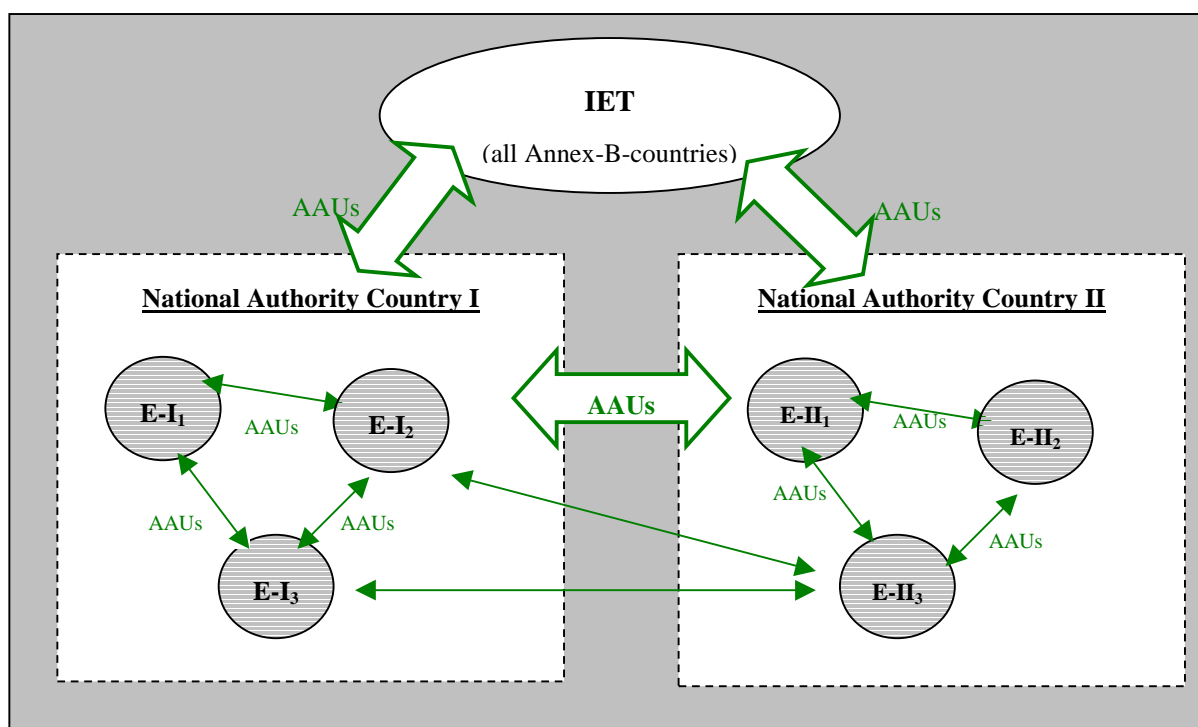 IET
(all Annex-B-countries)
AAUs
AAUs
National Authority Country I
National Authority Country II
E-I₁
AAUs
E-I₂
AAUs
AAUs
E-I₃
AAUs
E-II₁
AAUs
E-II₂
AAUs
AAUs
E-II₃